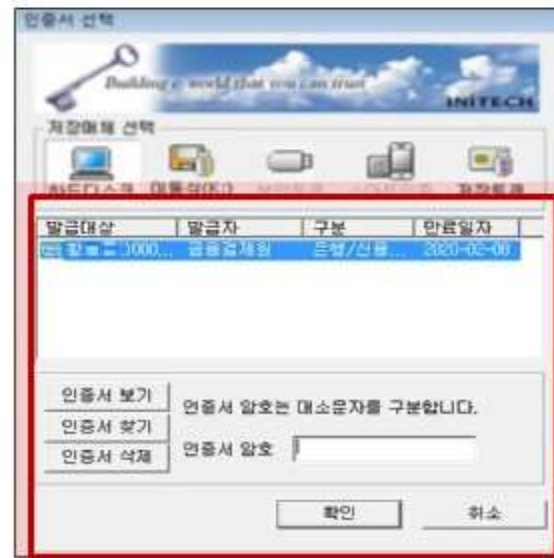 인증서 선택
Building e-world that you can trust
INITECH
저장매체 선택
하드디스크 이동식(K:) 저장토큰
발급대상 발급자 구분 만료일자
금융결제원 은행/신용... 2020-02-08
인증서 보기
인증서 암호는 대소문자를 구분합니다.
인증서 찾기
인증서 암호
인증서 삭제
확인 취소